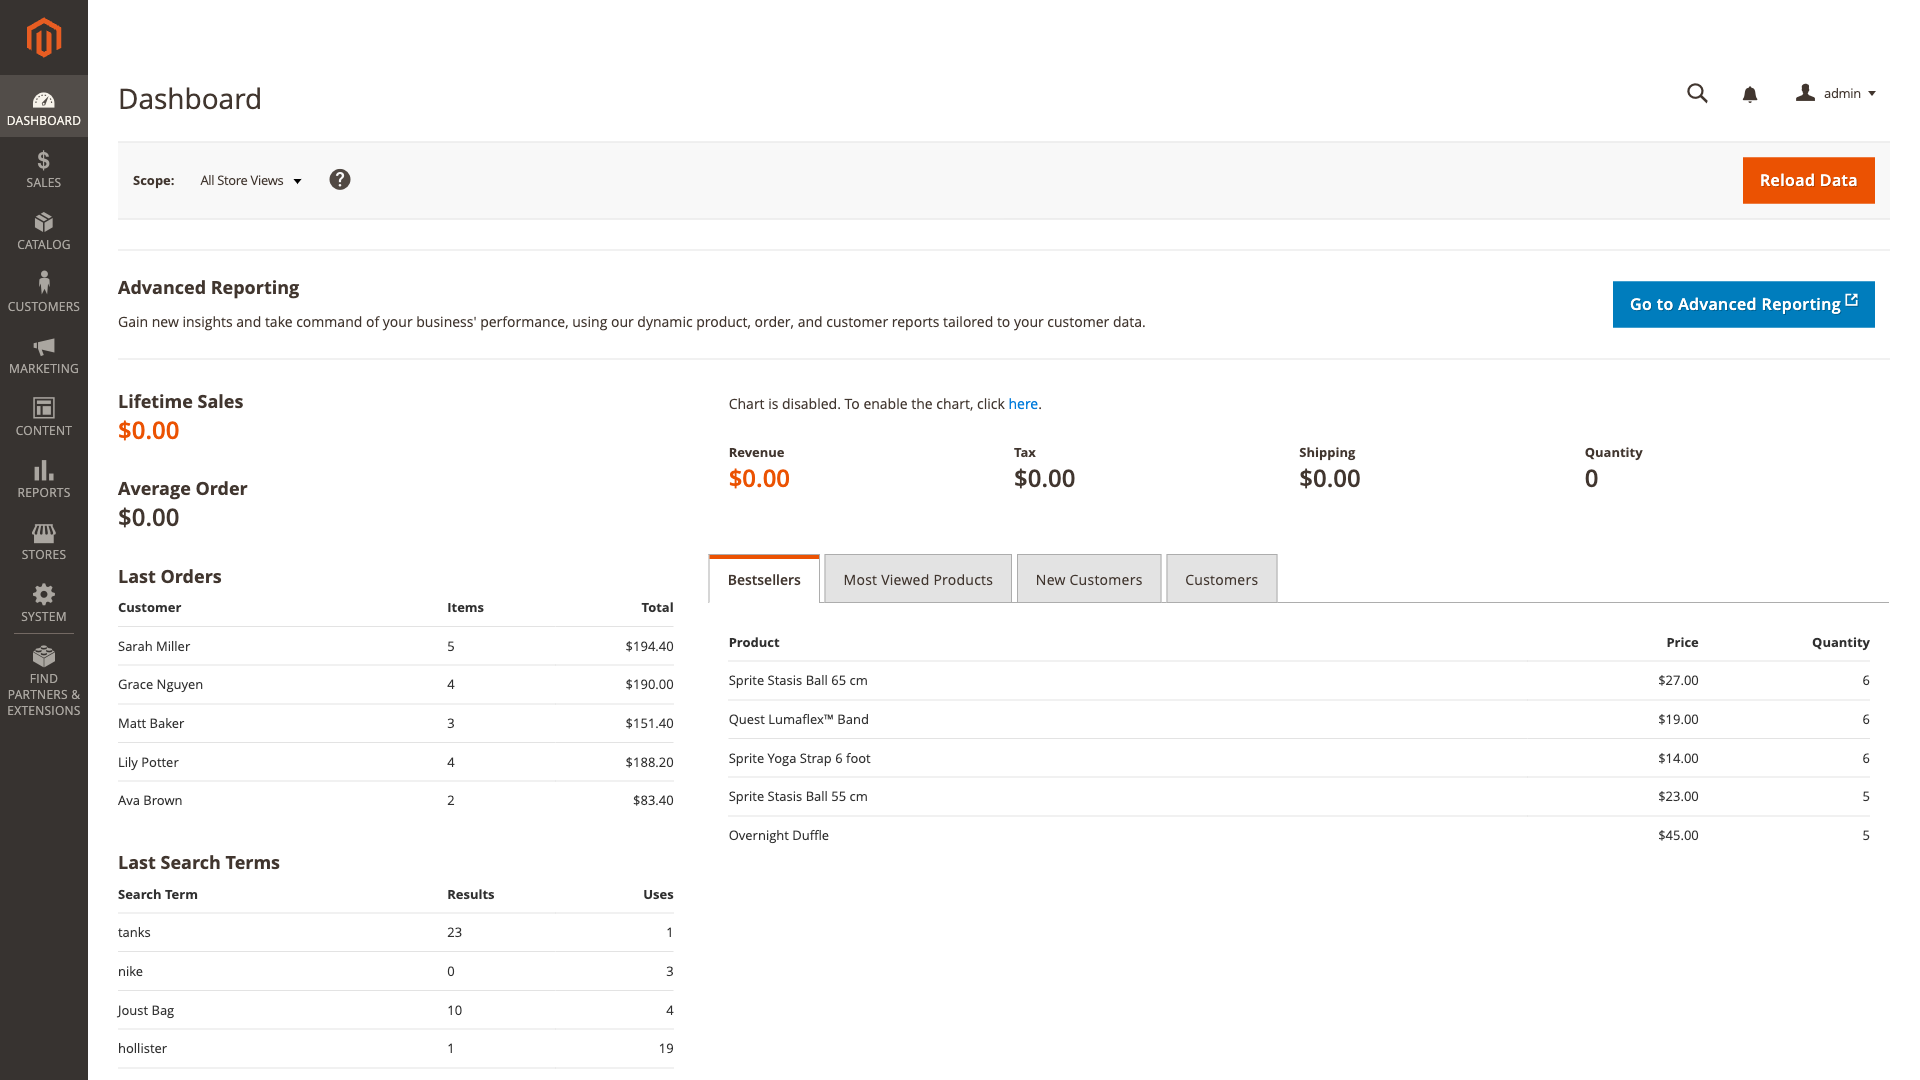 DASHBOARD
SALES
CATALOG
CUSTOMERS
MARKETING
CONTENT
REPORTS
STORES
SYSTEM
FIND
PARTNERS &
EXTENSIONS
Dashboard
admin
Scope: All Store Views ?
Reload Data
Advanced Reporting
Gain new insights and take command of your business' performance, using our dynamic product, order, and customer reports tailored to your customer data.
Go to Advanced Reporting
Lifetime Sales
$0.00
Average Order
$0.00
Last Orders
Customer Items Total
Sarah Miller 5 $194.40
Grace Nguyen 4 $190.00
Matt Baker 3 $151.40
Lily Potter 4 $188.20
Ava Brown 2 $83.40
Last Search Terms
Search Term Results Uses
tanks 23 1
nike 0 3
Joust Bag 10 4
hollister 1 19
Chart is disabled. To enable the chart, click here.
Revenue Tax Shipping Quantity
$0.00 $0.00 $0.00 0
Bestsellers Most Viewed Products New Customers Customers
Product Price Quantity
Sprite Stasis Ball 65 cm $27.00 6
Quest Lumaflex™ Band $19.00 6
Sprite Yoga Strap 6 foot $14.00 6
Sprite Stasis Ball 55 cm $23.00 5
Overnight Duffle $45.00 5